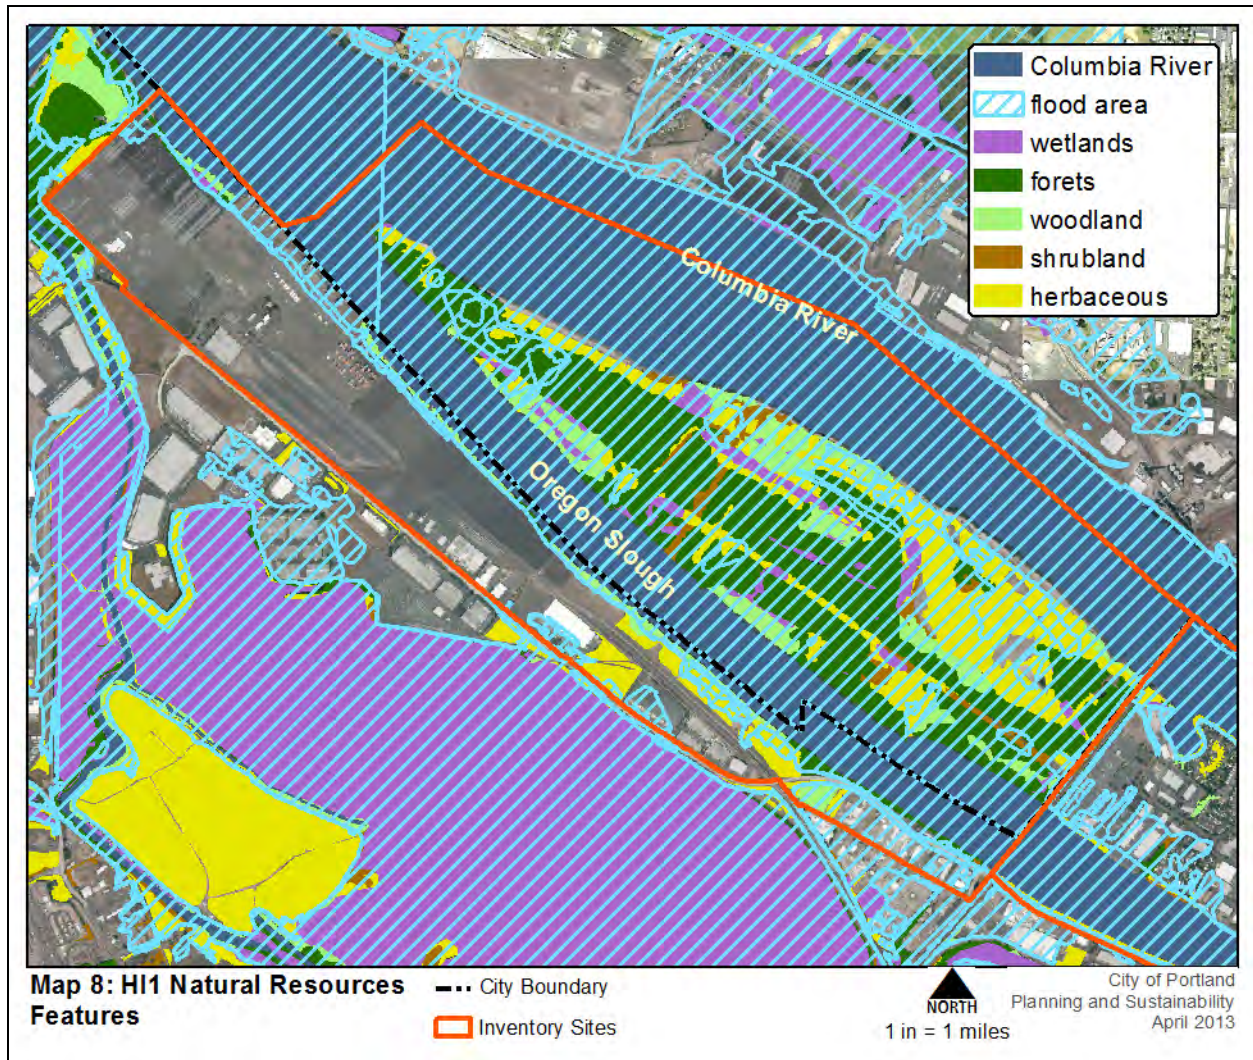 Columbia River
flood area
wetlands
forets
woodland
shrubland
herbaceous
Columbia River
Oregon Slough
Map 8: HI1 Natural Resources
Features
City Boundary
Inventory Sites
NORTH
1 in = 1 miles
City of Portland
Planning and Sustainability
April 2013